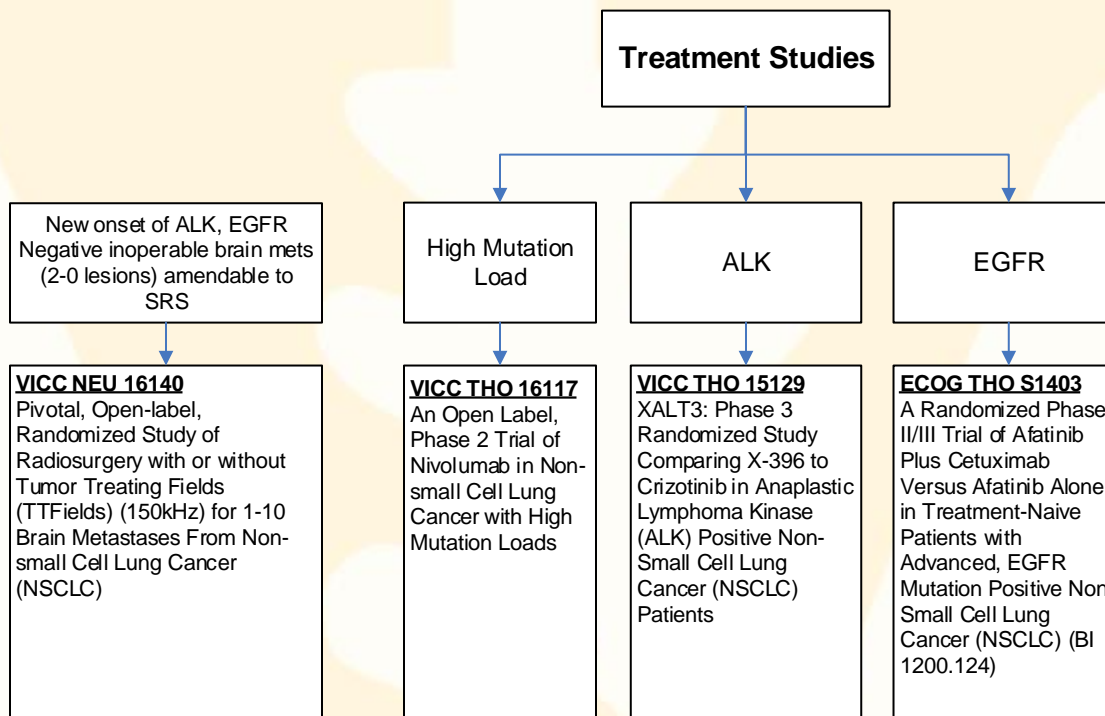 Treatment Studies
New onset of ALK, EGFR
Negative inoperable brain mets
(2-0 lesions) amendable to
SRS
High Mutation
Load
ALK
EGFR
VICC NEU 16140
Pivotal, Open-label,
Randomized Study of
Radiosurgery with or without
Tumor Treating Fields
(TTFields) (150kHz) for 1-10
Brain Metastases From Non-
small Cell Lung Cancer
(NSCLC)
VICC THO 16117
An Open Label,
Phase 2 Trial of
Nivolumab in Non-
small Cell Lung
Cancer with High
Mutation Loads
VICC THO 15129
XALT3: Phase 3
Randomized Study
Comparing X-396 to
Crizotinib in Anaplastic
Lymphoma Kinase
(ALK) Positive Non-
Small Cell Lung
Cancer (NSCLC)
Patients
ECOG THO S1403
A Randomized Phase
II/III Trial of Afatinib
Plus Cetuximab
Versus Afatinib Alone
in Treatment-Naive
Patients with
Advanced, EGFR
Mutation Positive Non
Small Cell Lung
Cancer (NSCLC) (BI
1200.124)